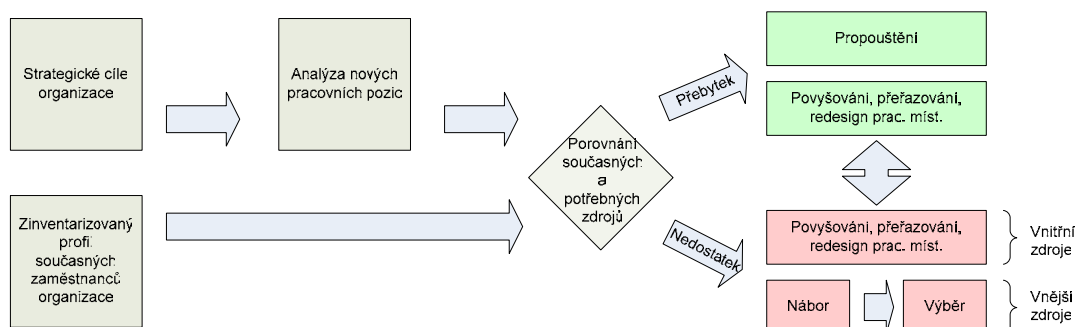 Strategické cíle
organizace
Analýza nových
pracovních pozic
Zinventarizovaný
profil
současných
zaměstnanců
organizace
Porovnání
současných
a
potřebných
zdrojů
Přebytek
Propouštění
Povyšování, přeřazování,
redesign prac. míst.
Nedostatek
Povyšování, přeřazování,
redesign prac. míst.
Vnitřní
zdroje
Nábor
Výběr
Vnější
zdroje